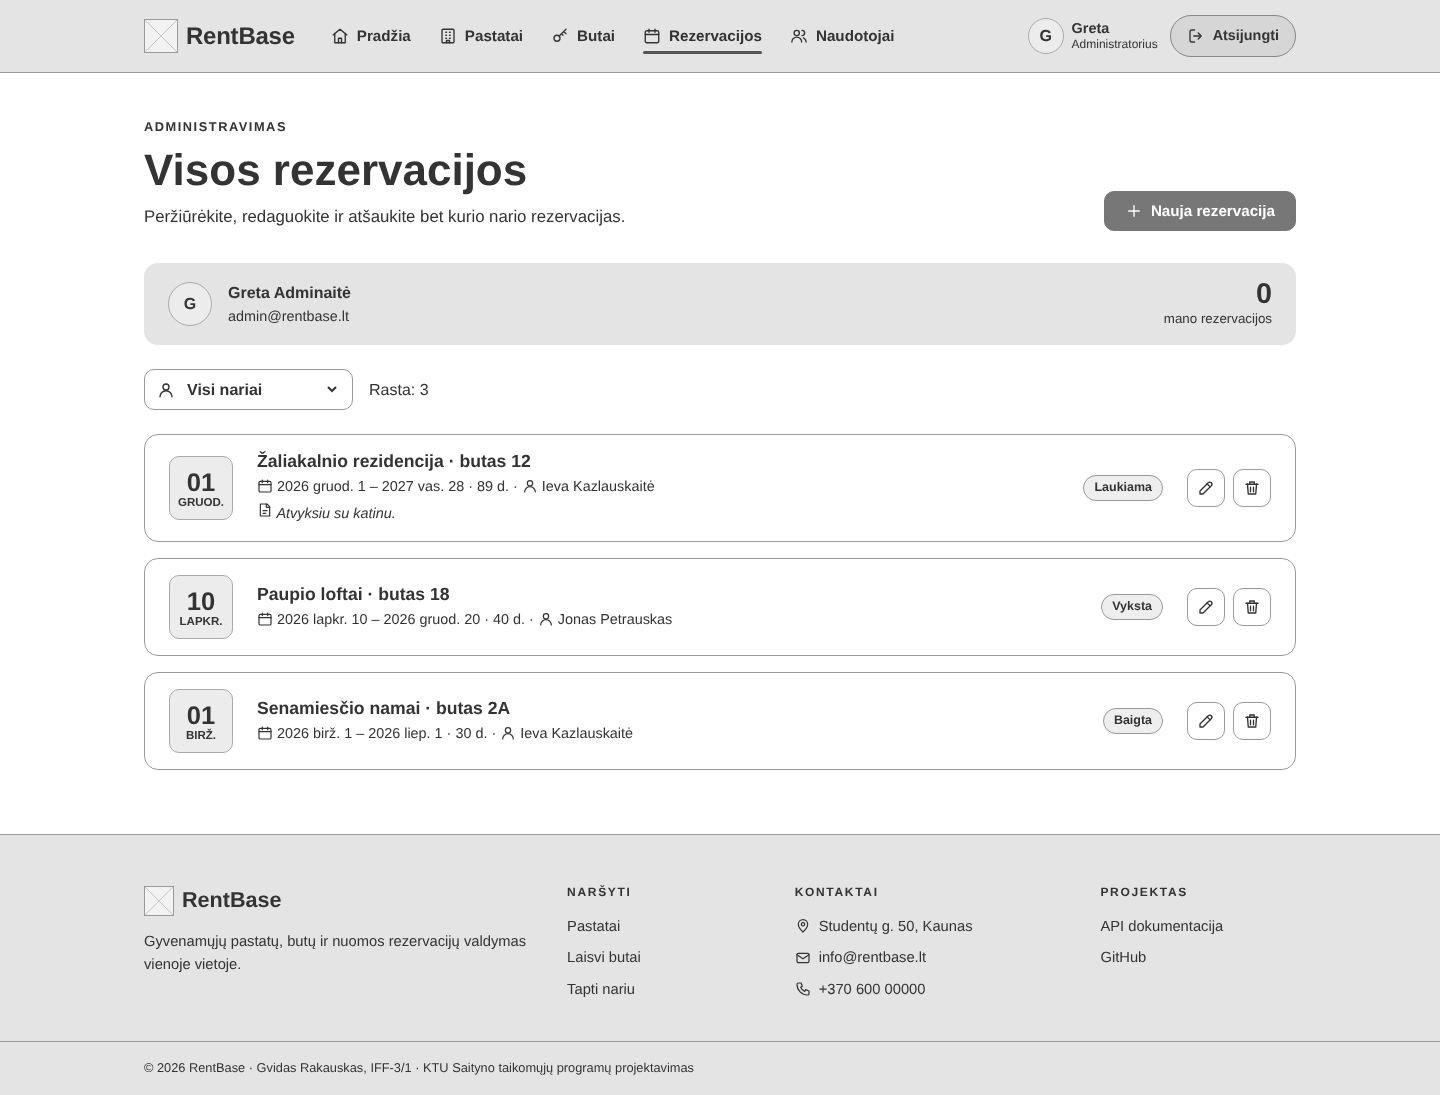 RentBase
Pradžia
Pastatai
Butai
Rezervacijos
Naudotojai
G
Greta
Administratorius
Atsijungti
ADMINISTRAVIMAS
Visos rezervacijos
Peržiūrėkite, redaguokite ir atšaukite bet kurio nario rezervacijas.
Nauja rezervacija
G
Greta Adminaitė
admin@rentbase.lt
0
mano rezervacijos
Visi nariai
Rasta: 3
01
GRUOD.
Žaliakalnio rezidencija · butas 12
2026 gruod. 1 – 2027 vas. 28 · 89 d. · Ieva Kazlauskaitė
Atvyksiu su katinu.
Laukiama
10
LAPKR.
Paupio loftai · butas 18
2026 lapkr. 10 – 2026 gruod. 20 · 40 d. · Jonas Petrauskas
Vyksta
01
BIRŽ.
Senamiesčio namai · butas 2A
2026 birž. 1 – 2026 liep. 1 · 30 d. · Ieva Kazlauskaitė
Baigta
RentBase
Gyvenamųjų pastatų, butų ir nuomos rezervacijų valdymas
vienoje vietoje.
NARŠYTI
Pastatai
Laisvi butai
Tapti nariu
KONTAKTAI
Studentų g. 50, Kaunas
info@rentbase.lt
+370 600 00000
PROJEKTAS
API dokumentacija
GitHub
© 2026 RentBase · Gvidas Rakauskas, IFF-3/1 · KTU Saityno taikomųjų programų projektavimas